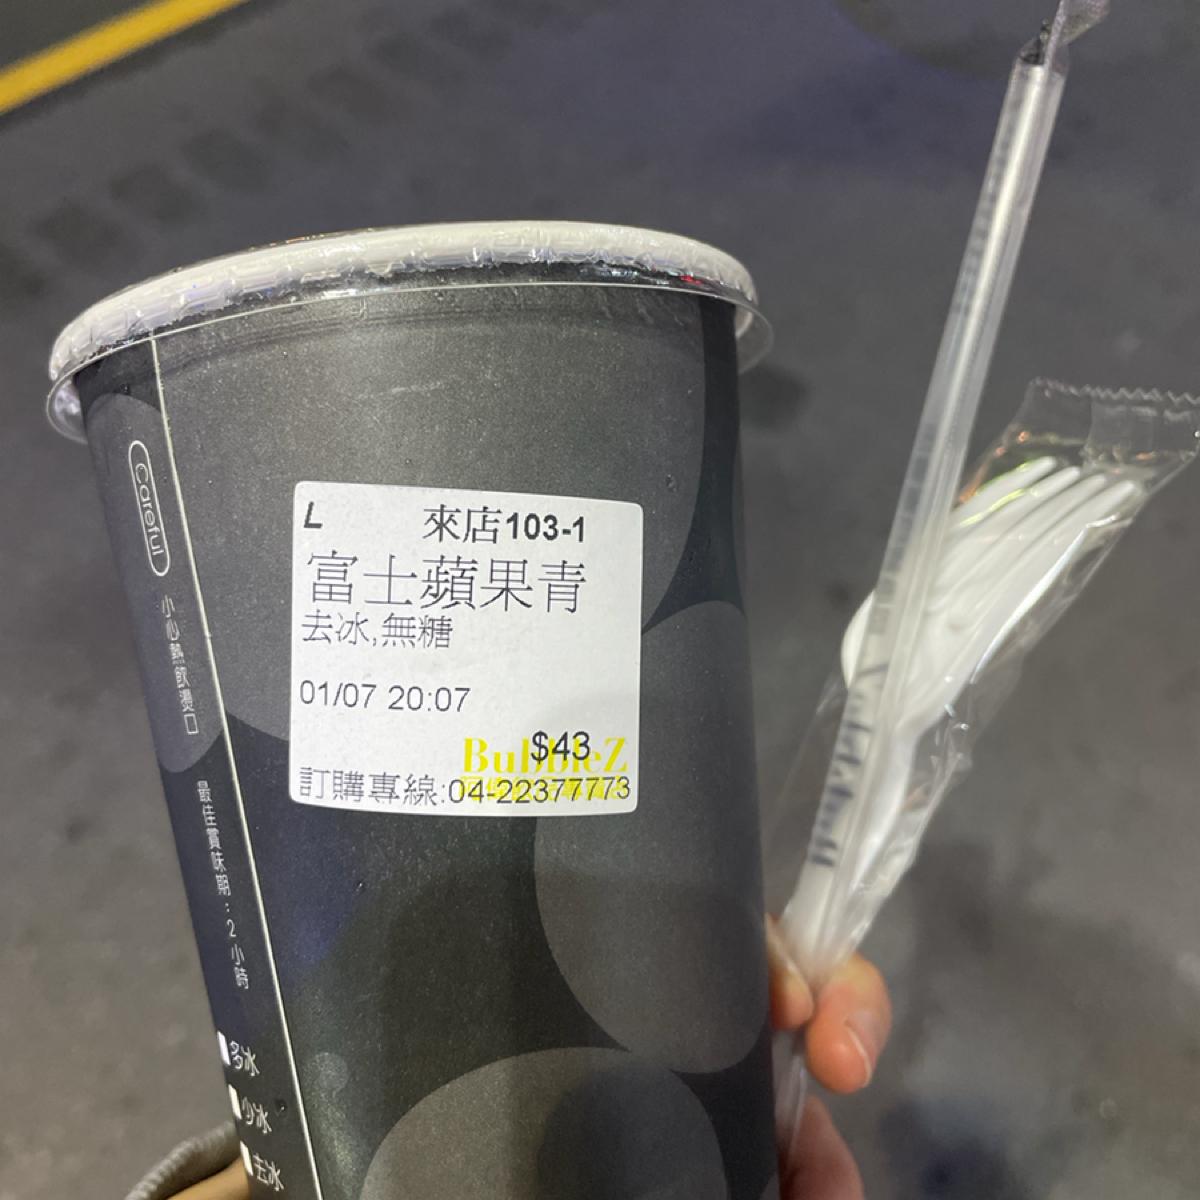 L 來店103-1
富士蘋果青
去冰,無糖
01/07 20:07
$43
BubbleZ
訂購專線:04-22377773
Careful
小心熱飲燙口
最佳賞味期:2小時
多冰
少冰
去冰